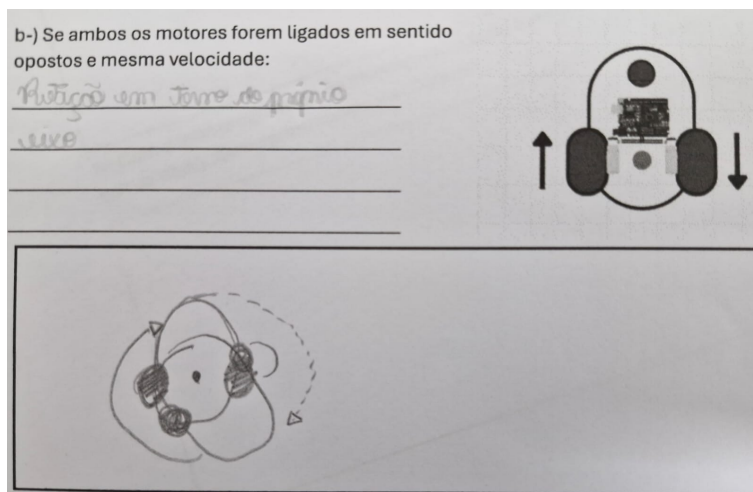 b-) Se ambos os motores forem ligados em sentido
opostos e mesma velocidade:
Rotação em torno do próprio
eixo